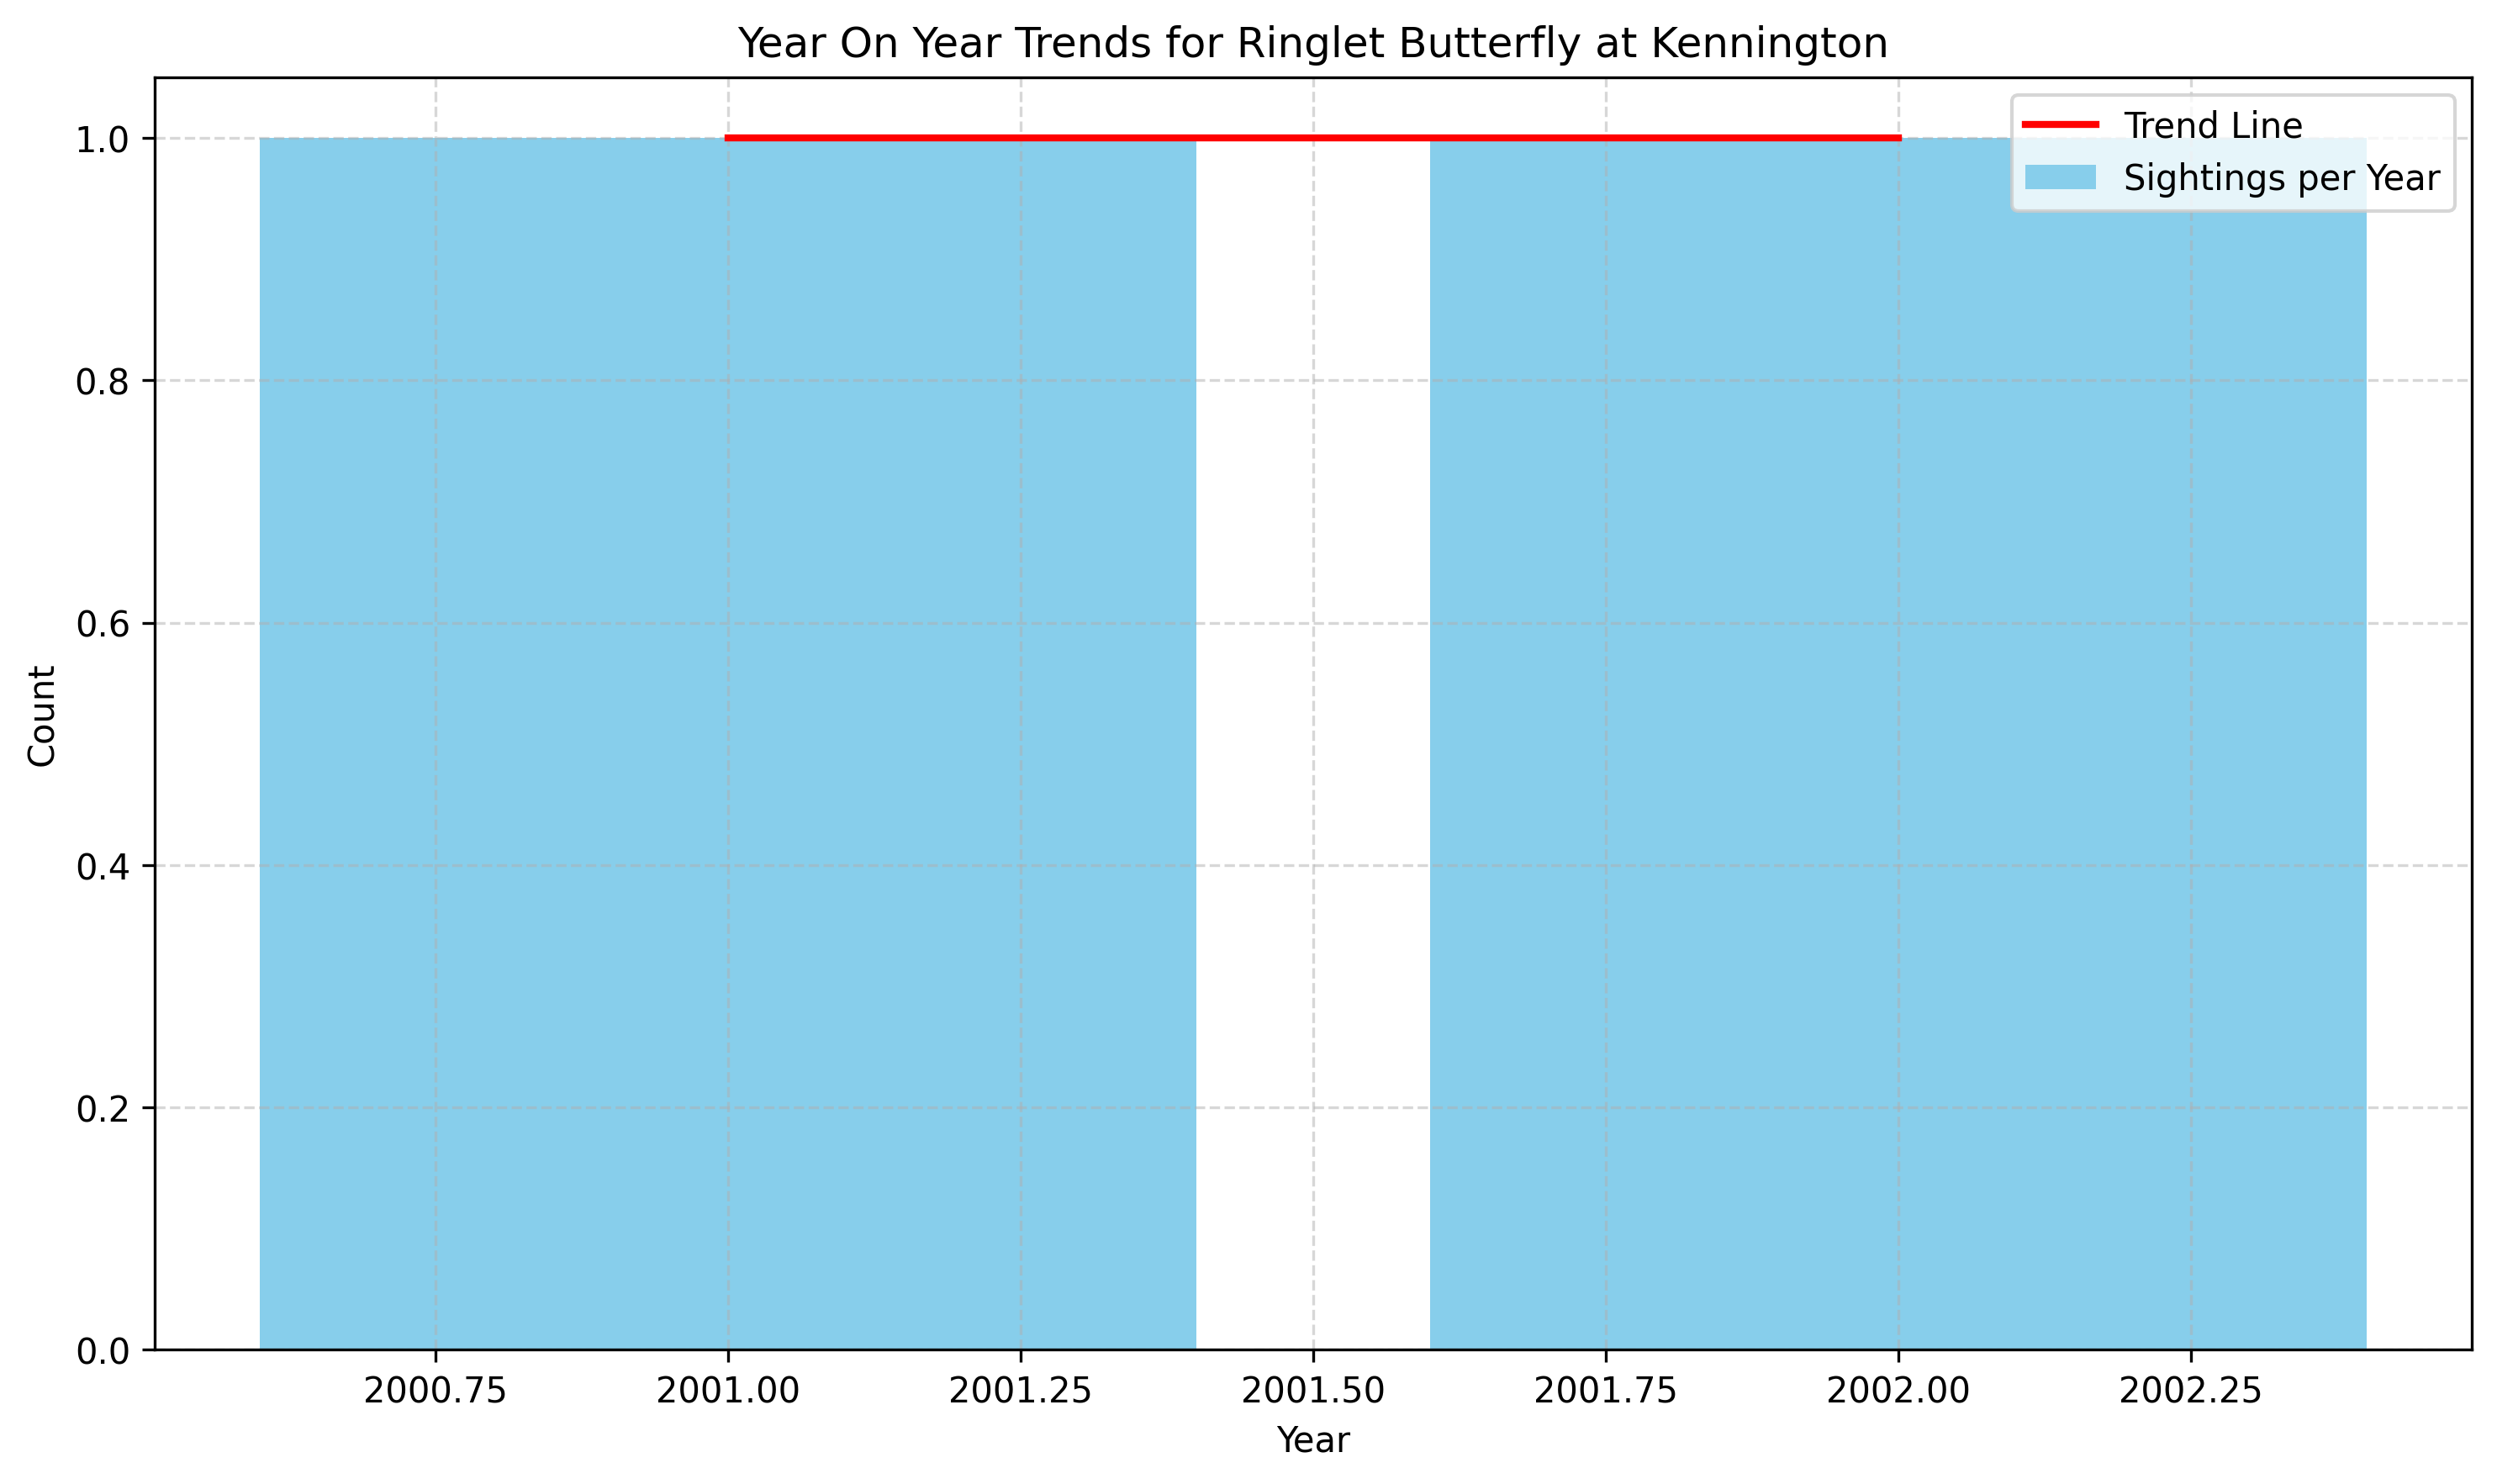 Year On Year Trends for Ringlet Butterfly at Kennington
Trend Line
Sightings per Year
1.0
0.8
0.6
0.4
0.2
0.0
Count
2000.75 2001.00 2001.25 2001.50 2001.75 2002.00 2002.25
Year